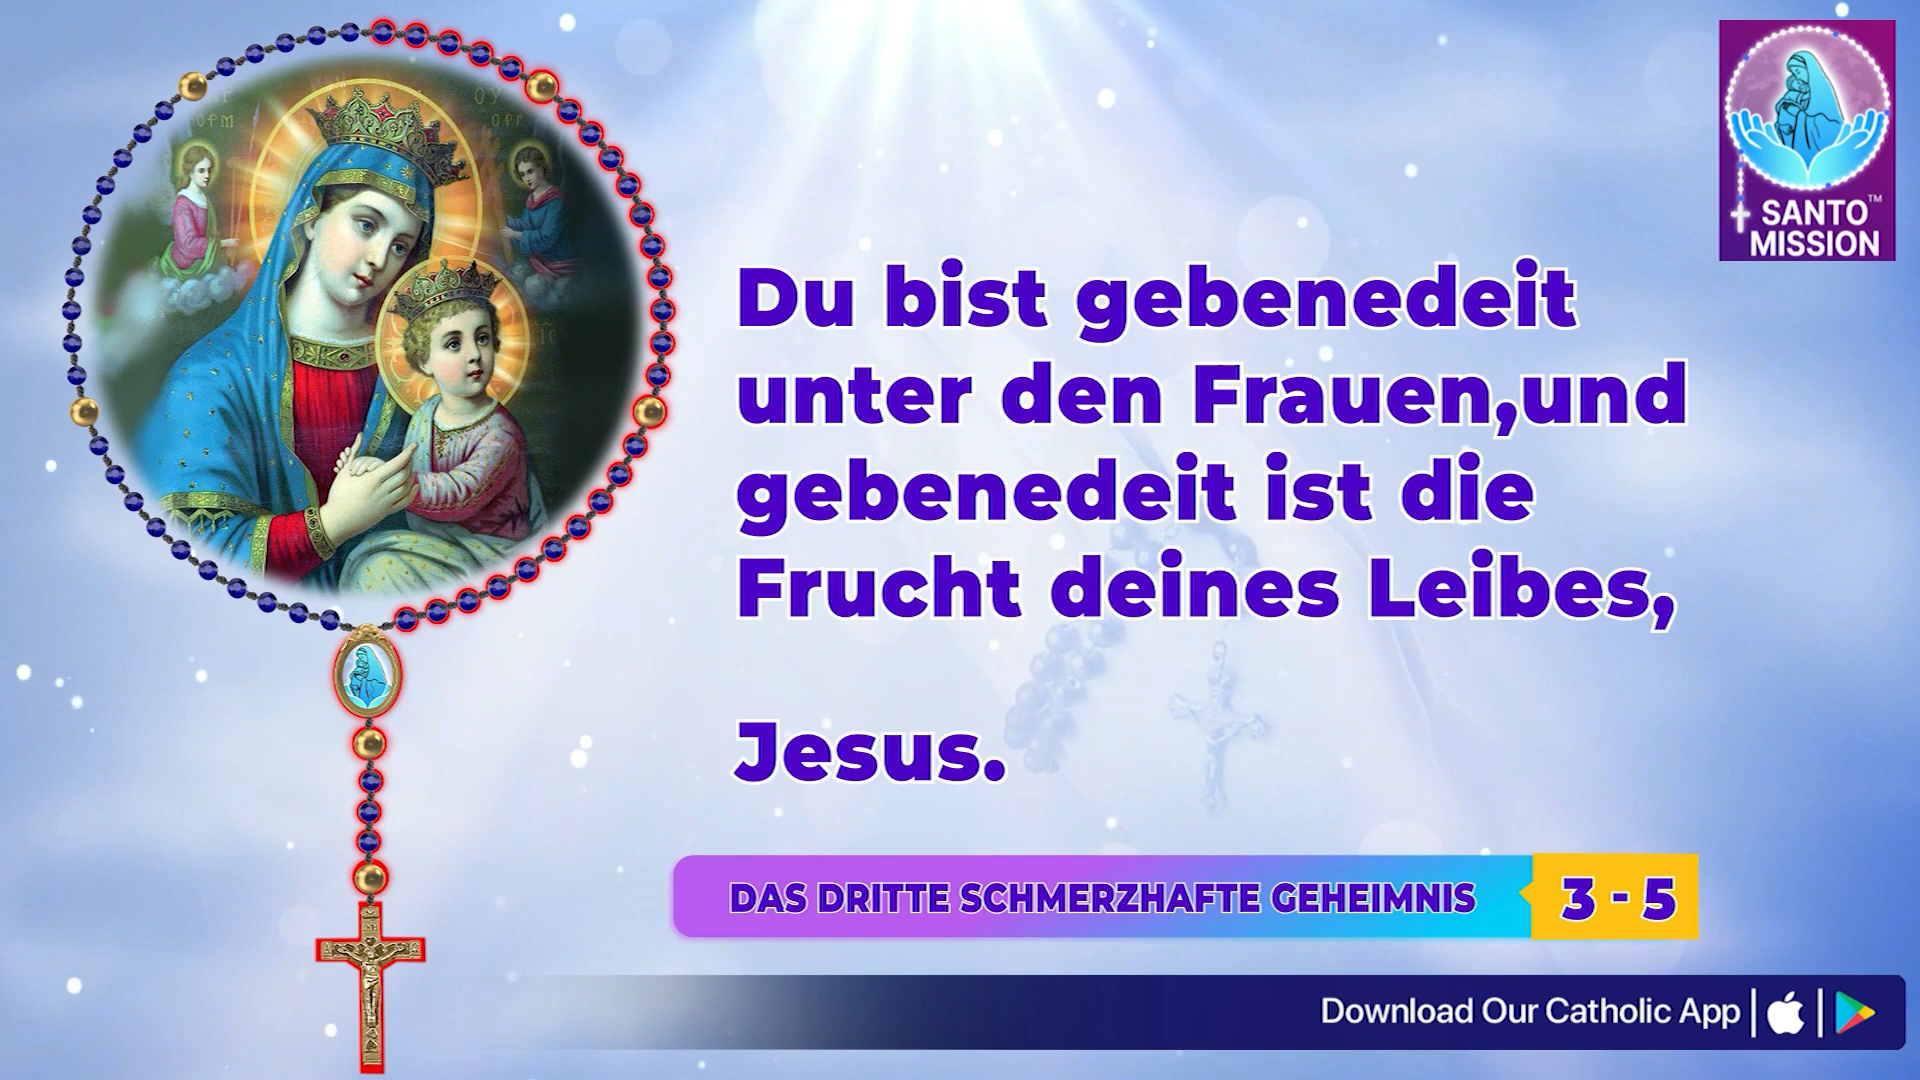 SANTO™
MISSION
Du bist gebenedeit
unter den Frauen,und
gebenedeit ist die
Frucht deines Leibes,
Jesus.
DAS DRITTE SCHMERZHAFTE GEHEIMNIS
3 - 5
Download Our Catholic App